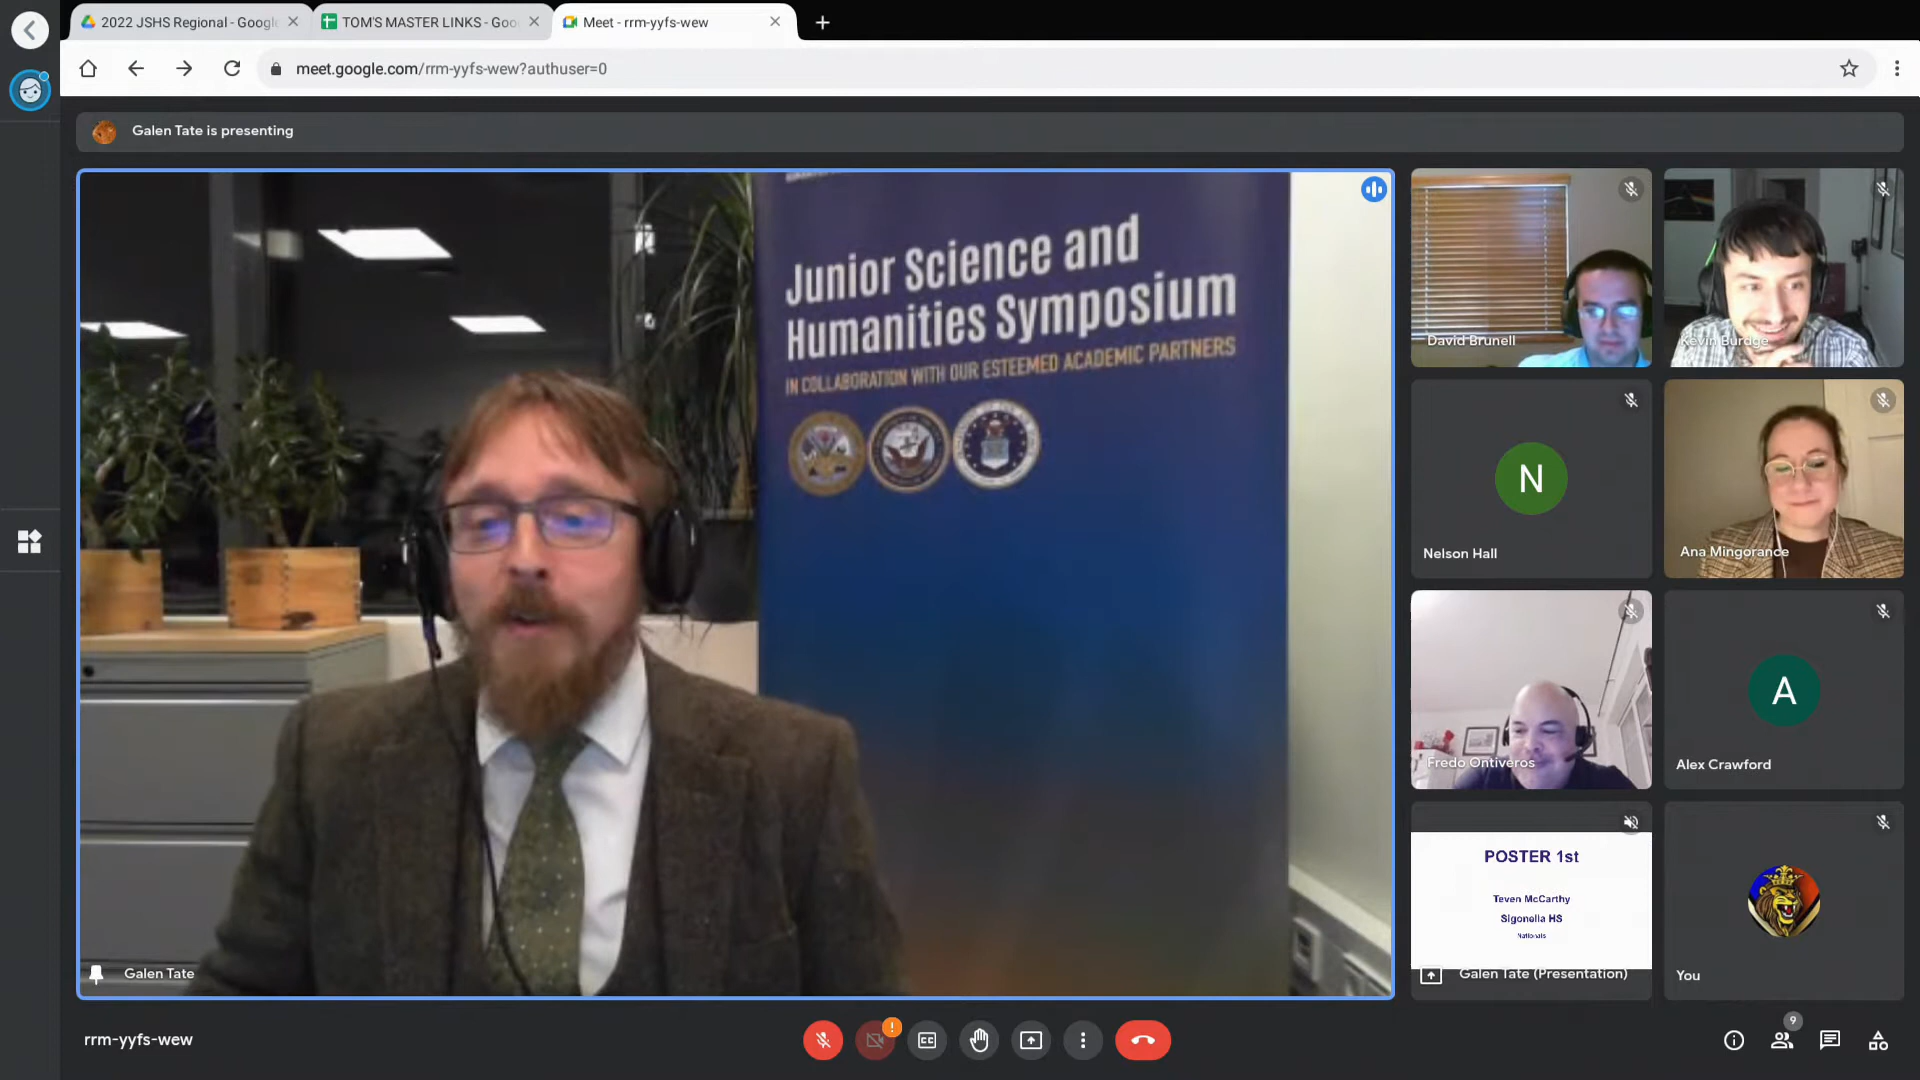 2022 JSHS Regional - Google
TOM'S MASTER LINKS - Goo
Meet - rrm-yyfs-wew
meet.google.com/rrm-yyfs-wew?authuser=0
Galen Tate is presenting
Junior Science and
Humanities Symposium
IN COLLABORATION WITH OUR ESTEEMED ACADEMIC PARTNERS
Galen Tate
David Brunell
Kevin Burdge
N
Nelson Hall
Ana Mingorance
Fredo Ontiveros
A
Alex Crawford
POSTER 1st
Teven McCarthy
Sigonella HS
Nationals
Galen Tate (Presentation)
You
rrm-yyfs-wew
9